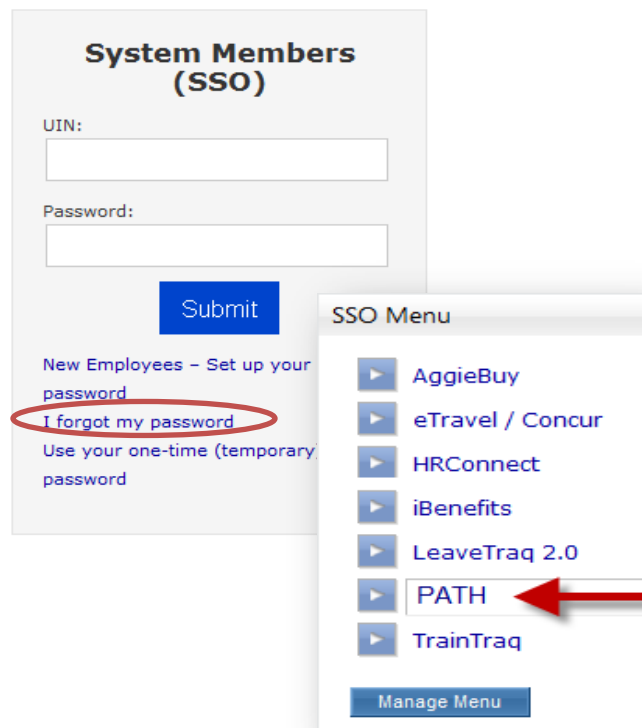 System Members
(SSO)
UIN:
Password:
Submit
New Employees – Set up your
password
I forgot my password
Use your one-time (temporary)
password
SSO Menu
AggieBuy
eTravel / Concur
HRConnect
iBenefits
LeaveTraq 2.0
PATH
TrainTraq
Manage Menu